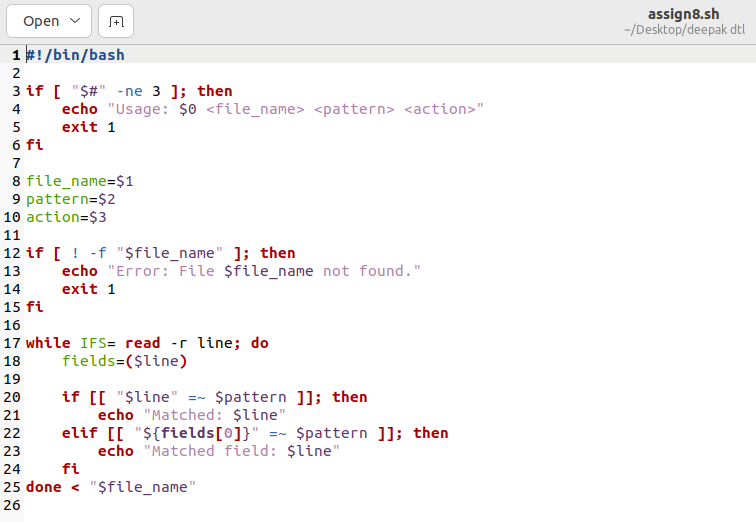 Open
assign8.sh
~/Desktop/deepak dtl
1 #!/bin/bash
2
3 if [ "$#" -ne 3 ]; then
4     echo "Usage: $0 <file_name> <pattern> <action>"
5     exit 1
6 fi
7
8 file_name=$1
9 pattern=$2
10 action=$3
11
12 if [ ! -f "$file_name" ]; then
13     echo "Error: File $file_name not found."
14     exit 1
15 fi
16
17 while IFS= read -r line; do
18     fields=($line)
19
20     if [[ "$line" =~ $pattern ]]; then
21         echo "Matched: $line"
22     elif [[ "${fields[0]}" =~ $pattern ]]; then
23         echo "Matched field: $line"
24     fi
25 done < "$file_name"
26